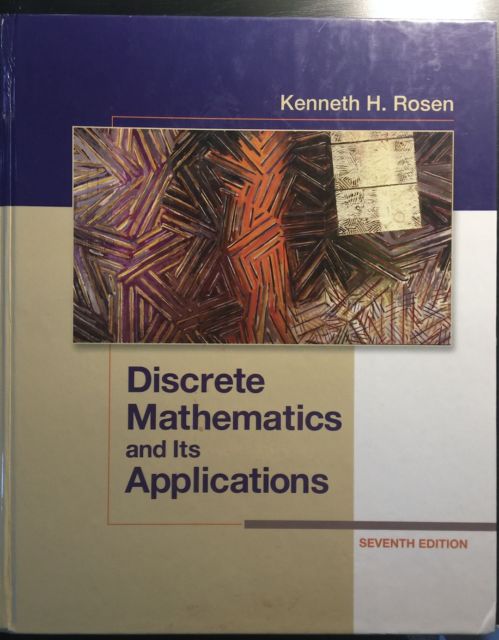 Kenneth H. Rosen
Discrete
Mathematics
and Its
Applications
SEVENTH EDITION